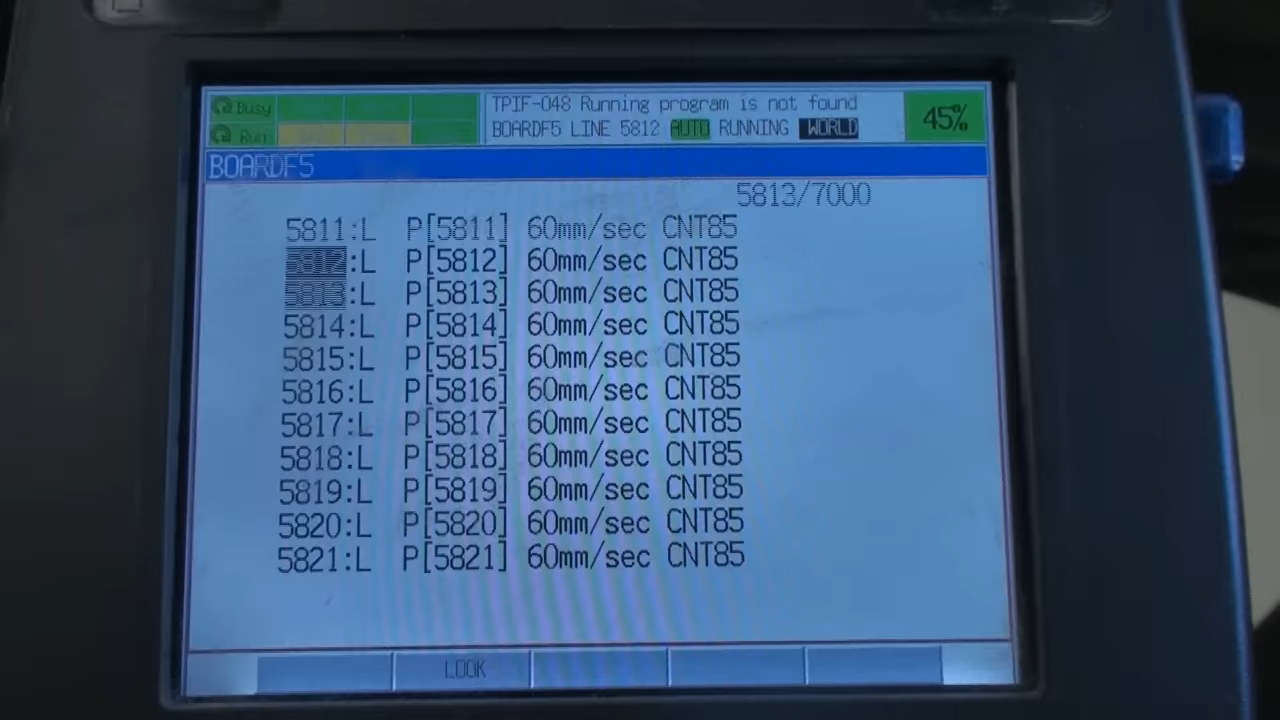 Busy
TPIF-048 Running program is not found
Run
BOARDF5 LINE 5812 AUTO RUNNING WORLD
45%
BOARDF5
5813/7000
5811:L P[5811] 60mm/sec CNT85
5812:L P[5812] 60mm/sec CNT85
5813:L P[5813] 60mm/sec CNT85
5814:L P[5814] 60mm/sec CNT85
5815:L P[5815] 60mm/sec CNT85
5816:L P[5816] 60mm/sec CNT85
5817:L P[5817] 60mm/sec CNT85
5818:L P[5818] 60mm/sec CNT85
5819:L P[5819] 60mm/sec CNT85
5820:L P[5820] 60mm/sec CNT85
5821:L P[5821] 60mm/sec CNT85
LOOK